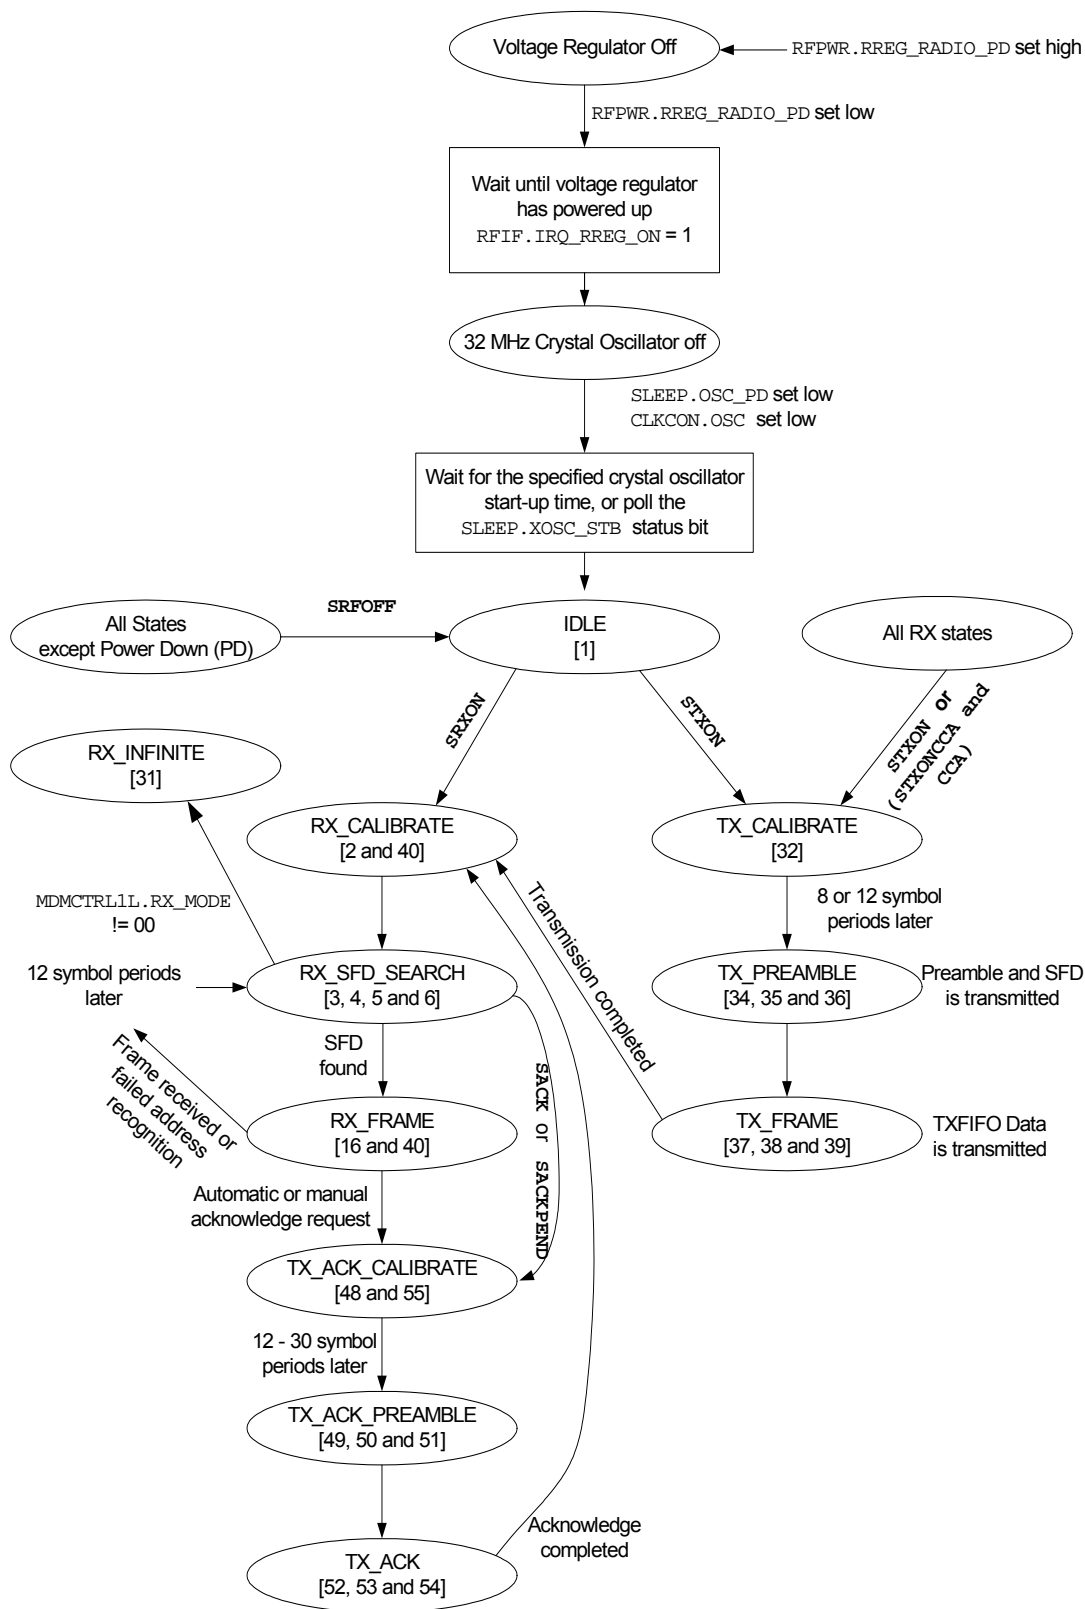 Voltage Regulator Off
RFPWR.RREG_RADIO_PD set high
RFPWR.RREG_RADIO_PD set low
Wait until voltage regulator
has powered up
RFIF.IRQ_RREG_ON = 1
32 MHz Crystal Oscillator off
SLEEP.OSC_PD set low
CLKCON.OSC set low
Wait for the specified crystal oscillator
start-up time, or poll the
SLEEP.XOSC_STB status bit
All States
except Power Down (PD)
SRFOFF
IDLE
[1]
All RX states
SRXON
STXON
STXON or
(STXONCCA and
CCA)
RX_INFINITE
[31]
RX_CALIBRATE
[2 and 40]
TX_CALIBRATE
[32]
MDMCTRL1L.RX_MODE
!= 00
Transmission completed
8 or 12 symbol
periods later
12 symbol periods
later
RX_SFD_SEARCH
[3, 4, 5 and 6]
TX_PREAMBLE
[34, 35 and 36]
Preamble and SFD
is transmitted
SFD
found
Frame received or
failed address
recognition
SACK or SACKPEND
RX_FRAME
[16 and 40]
TX_FRAME
[37, 38 and 39]
TXFIFO Data
is transmitted
Automatic or manual
acknowledge request
TX_ACK_CALIBRATE
[48 and 55]
12 - 30 symbol
periods later
TX_ACK_PREAMBLE
[49, 50 and 51]
Acknowledge
completed
TX_ACK
[52, 53 and 54]